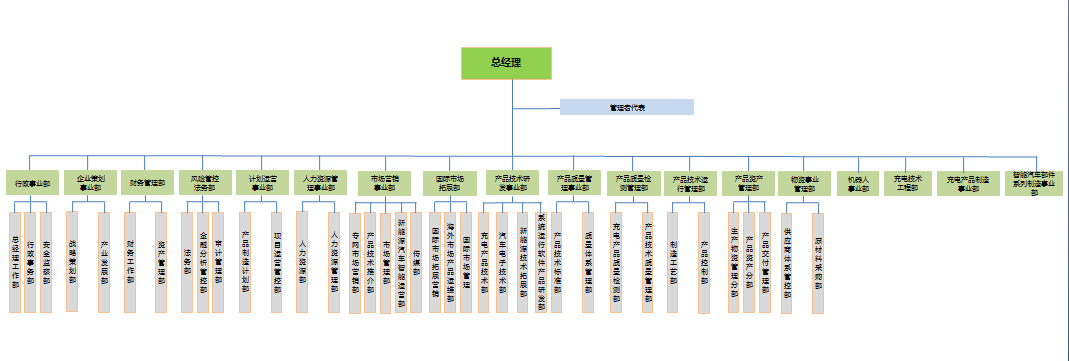 总经理
管理者代表
行政事业部
企业策划
事业部
财务管理部
风险管控
法务部
计划运营
事业部
人力资源管
理事业部
市场营销
事业部
国际市场
拓展部
产品技术研
发事业部
产品质量管
理事业部
产品质量检
测管理部
产品技术运
行管理部
产品资产
管理部
物资事业
管理部
机器人
事业部
充电技术
工程部
充电产品制造
事业部
智能汽车部件
系列制造事业
部
总经理工作部
行政事务部
安全监察部
战略策划部
产业发展部
财务工作部
资产管理部
法务部
金融分析管控部
审计管理部
产品制造计划部
项目运营管控部
人力资源部
人力资源管理部
专网市场营销部
产品技术推介部
市场管理部
新能源汽车智能运营部
传媒部
国际市场拓展营销
海外市场产品运维部
国际市场管理
充电产品技术部
汽车电子技术部
新能源技术拓展部
系统运行软件产品研发部
产品技术标准部
质量体系管理部
充电产品质量检测部
产品技术质量管理部
制造工艺部
产品控制部
生产物资管理分部
产品资产分部
产品交付管理部
供应商体系管控部
原材料采购部